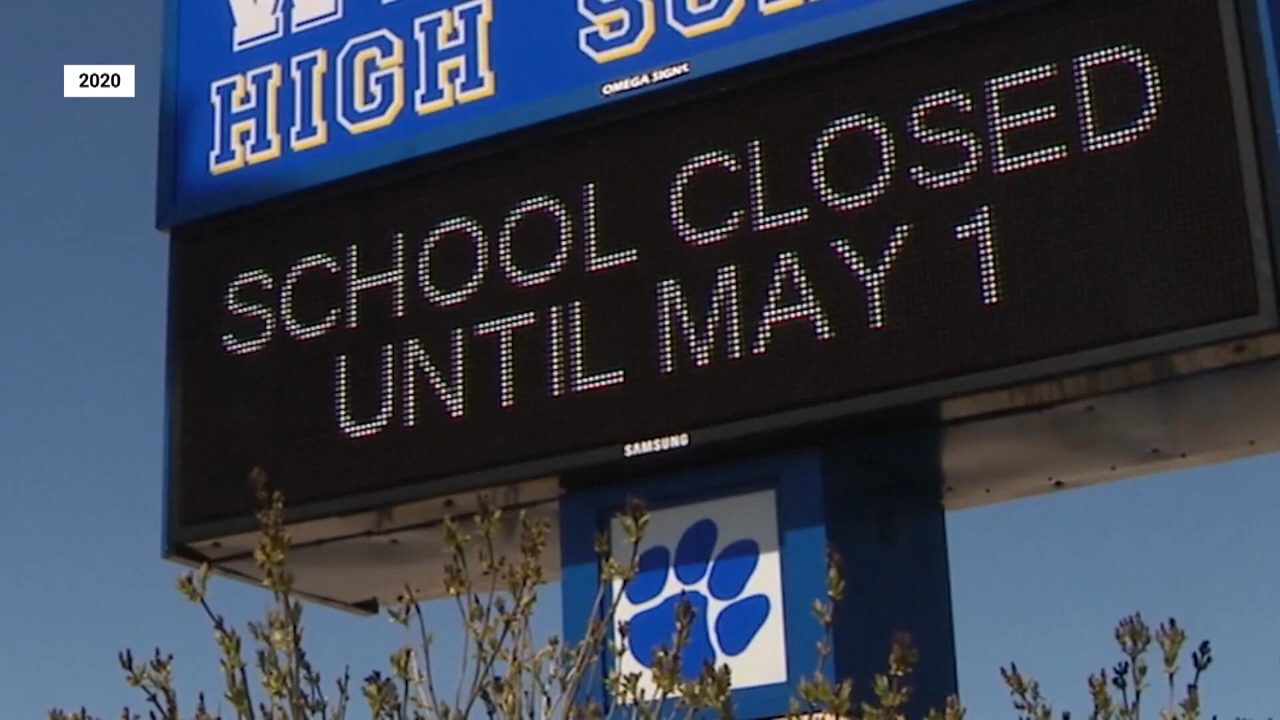 2020
HIGH
OMEGA SIGNS
SCHOOL CLOSED
UNTIL MAY 1
SAMSUNG